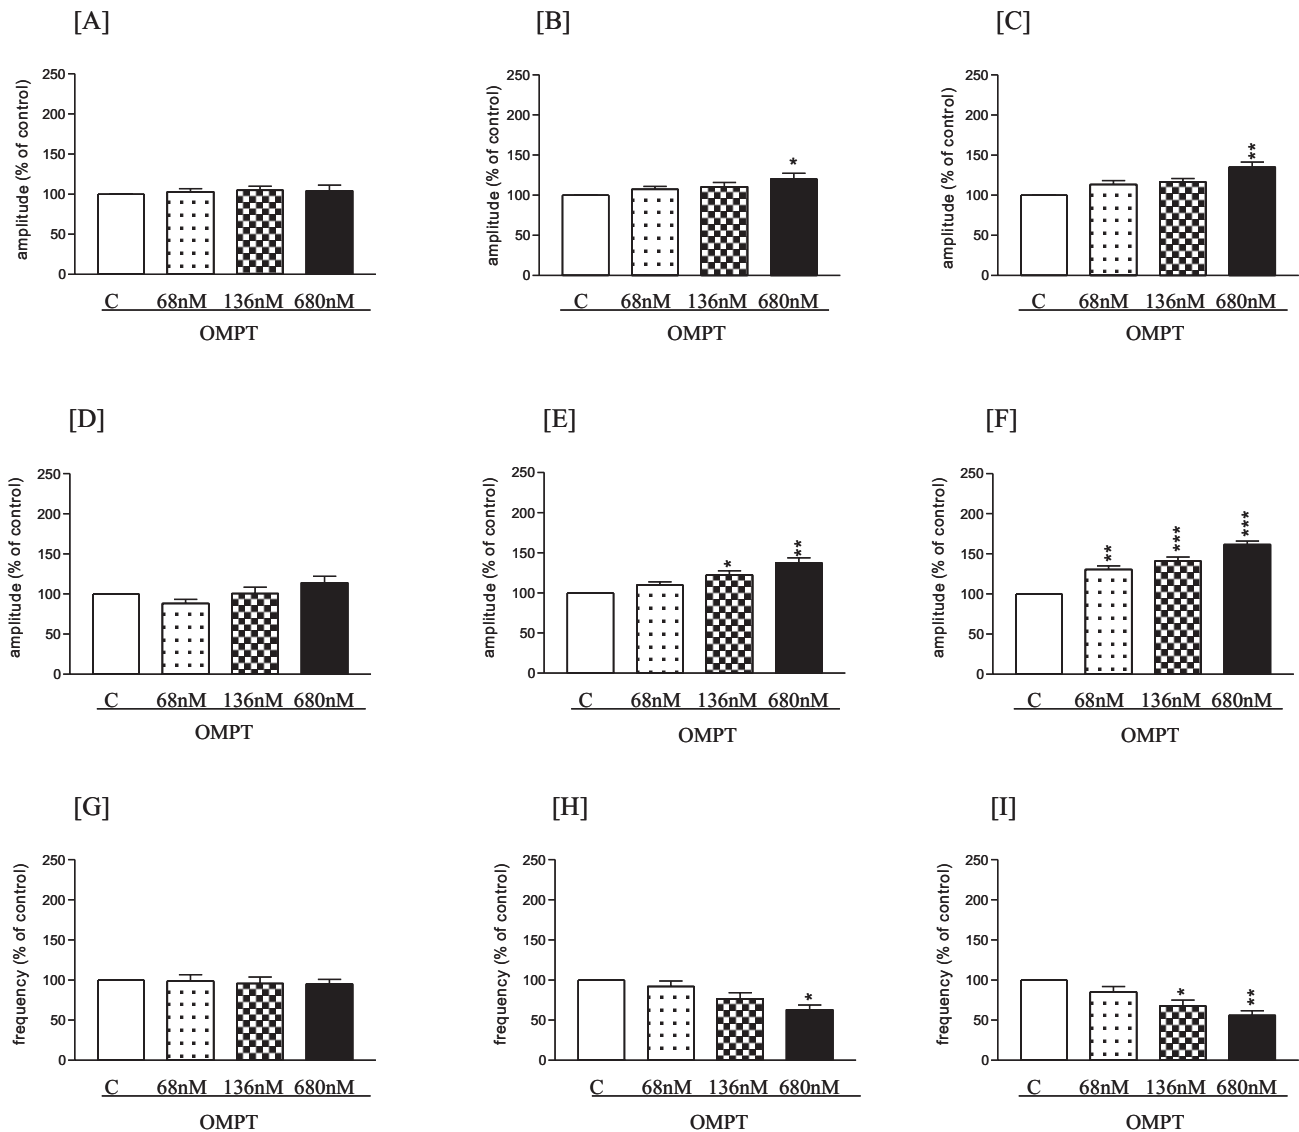 [A]
amplitude (% of control)
250
200
150
100
50
0
C 68nM 136nM 680nM
OMPT
[B]
amplitude (% of control)
250
200
150
100
50
0
*
C 68nM 136nM 680nM
OMPT
[C]
amplitude (% of control)
250
200
150
100
50
0
**
C 68nM 136nM 680nM
OMPT
[D]
amplitude (% of control)
250
200
150
100
50
0
C 68nM 136nM 680nM
OMPT
[E]
amplitude (% of control)
250
200
150
100
50
0
* **
C 68nM 136nM 680nM
OMPT
[F]
amplitude (% of control)
250
200
150
100
50
0
** *** ***
C 68nM 136nM 680nM
OMPT
[G]
frequency (% of control)
250
200
150
100
50
0
C 68nM 136nM 680nM
OMPT
[H]
frequency (% of control)
250
200
150
100
50
0
*
C 68nM 136nM 680nM
OMPT
[I]
frequency (% of control)
250
200
150
100
50
0
* **
C 68nM 136nM 680nM
OMPT